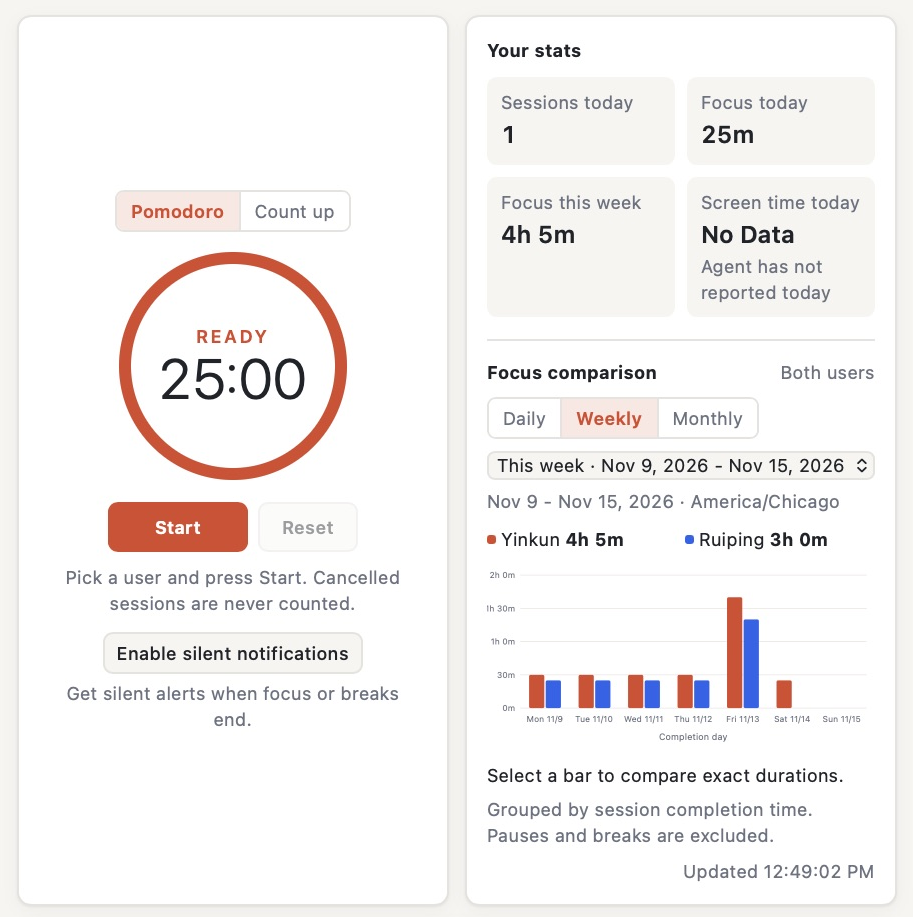 Pomodoro
Count up
READY
25:00
Start
Reset
Pick a user and press Start. Cancelled
sessions are never counted.
Enable silent notifications
Get silent alerts when focus or breaks
end.
Your stats
Sessions today
1
Focus today
25m
Focus this week
4h 5m
Screen time today
No Data
Agent has not
reported today
Focus comparison
Both users
Daily
Weekly
Monthly
This week · Nov 9, 2026 - Nov 15, 2026
Nov 9 - Nov 15, 2026 · America/Chicago
Yinkun 4h 5m
Ruiping 3h 0m
2h 0m
1h 30m
1h 0m
30m
0m
Mon 11/9
Tue 11/10
Wed 11/11
Thu 11/12
Fri 11/13
Sat 11/14
Sun 11/15
Completion day
Select a bar to compare exact durations.
Grouped by session completion time.
Pauses and breaks are excluded.
Updated 12:49:02 PM